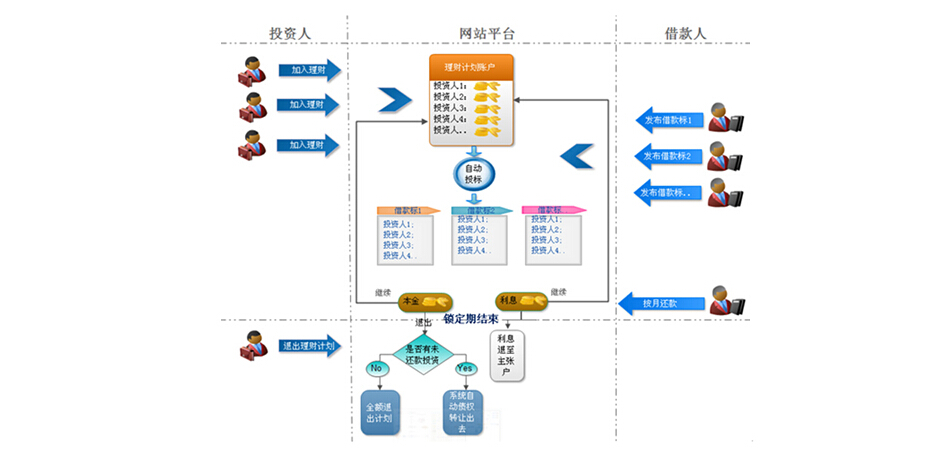 投资人
网站平台
借款人
加入理财
加入理财
加入理财
理财计划账户
投资人1:
投资人2:
投资人3:
投资人4:
投资人..
发布借款标1
发布借款标2
发布借款标..
自动
投标
借款标1
投资人1;
投资人2;
投资人3;
投资人4..
借款标2
投资人1;
投资人2;
投资人3;
投资人4..
借款标
投资人1;
投资人2;
投资人3;
投资人4..
继续
本金
利息
继续
按月还款
退出
锁定期结束
退出理财计划
是否有未
还款投资
利息
退至
主张
户
No
Yes
全额退
出计划
系统自
动债权
转让出
去